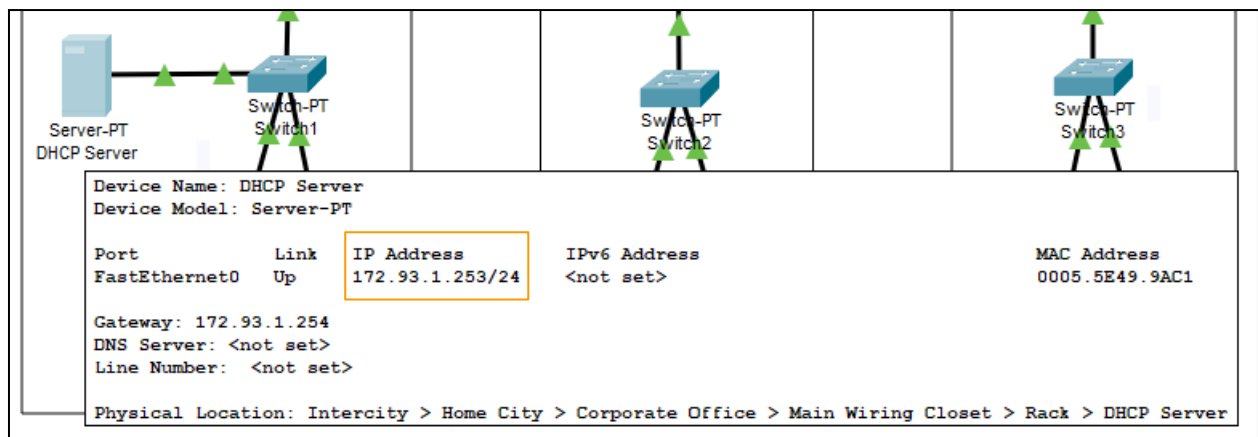 Server-PT
DHCP Server
Switch-PT
Switch1
Switch-PT
Switch2
Switch-PT
Switch3
Device Name: DHCP Server
Device Model: Server-PT
Port Link IP Address IPv6 Address MAC Address
FastEthernet0 Up 172.93.1.253/24 <not set> 0005.5E49.9AC1
Gateway: 172.93.1.254
DNS Server: <not set>
Line Number: <not set>
Physical Location: Intercity > Home City > Corporate Office > Main Wiring Closet > Rack > DHCP Server